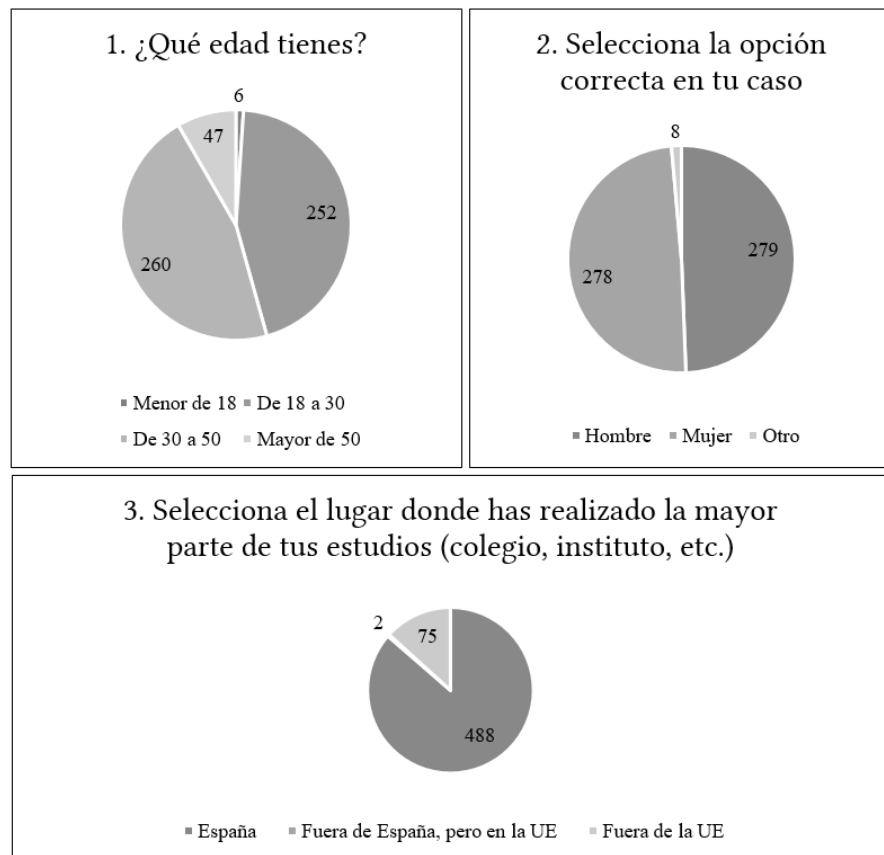 1. ¿Qué edad tienes?
6
47
252
260
■ Menor de 18 ■ De 18 a 30
■ De 30 a 50 ■ Mayor de 50
2. Selecciona la opción
correcta en tu caso
8
279
278
■ Hombre ■ Mujer ■ Otro
3. Selecciona el lugar donde has realizado la mayor
parte de tus estudios (colegio, instituto, etc.)
2
75
488
■ España ■ Fuera de España, pero en la UE ■ Fuera de la UE